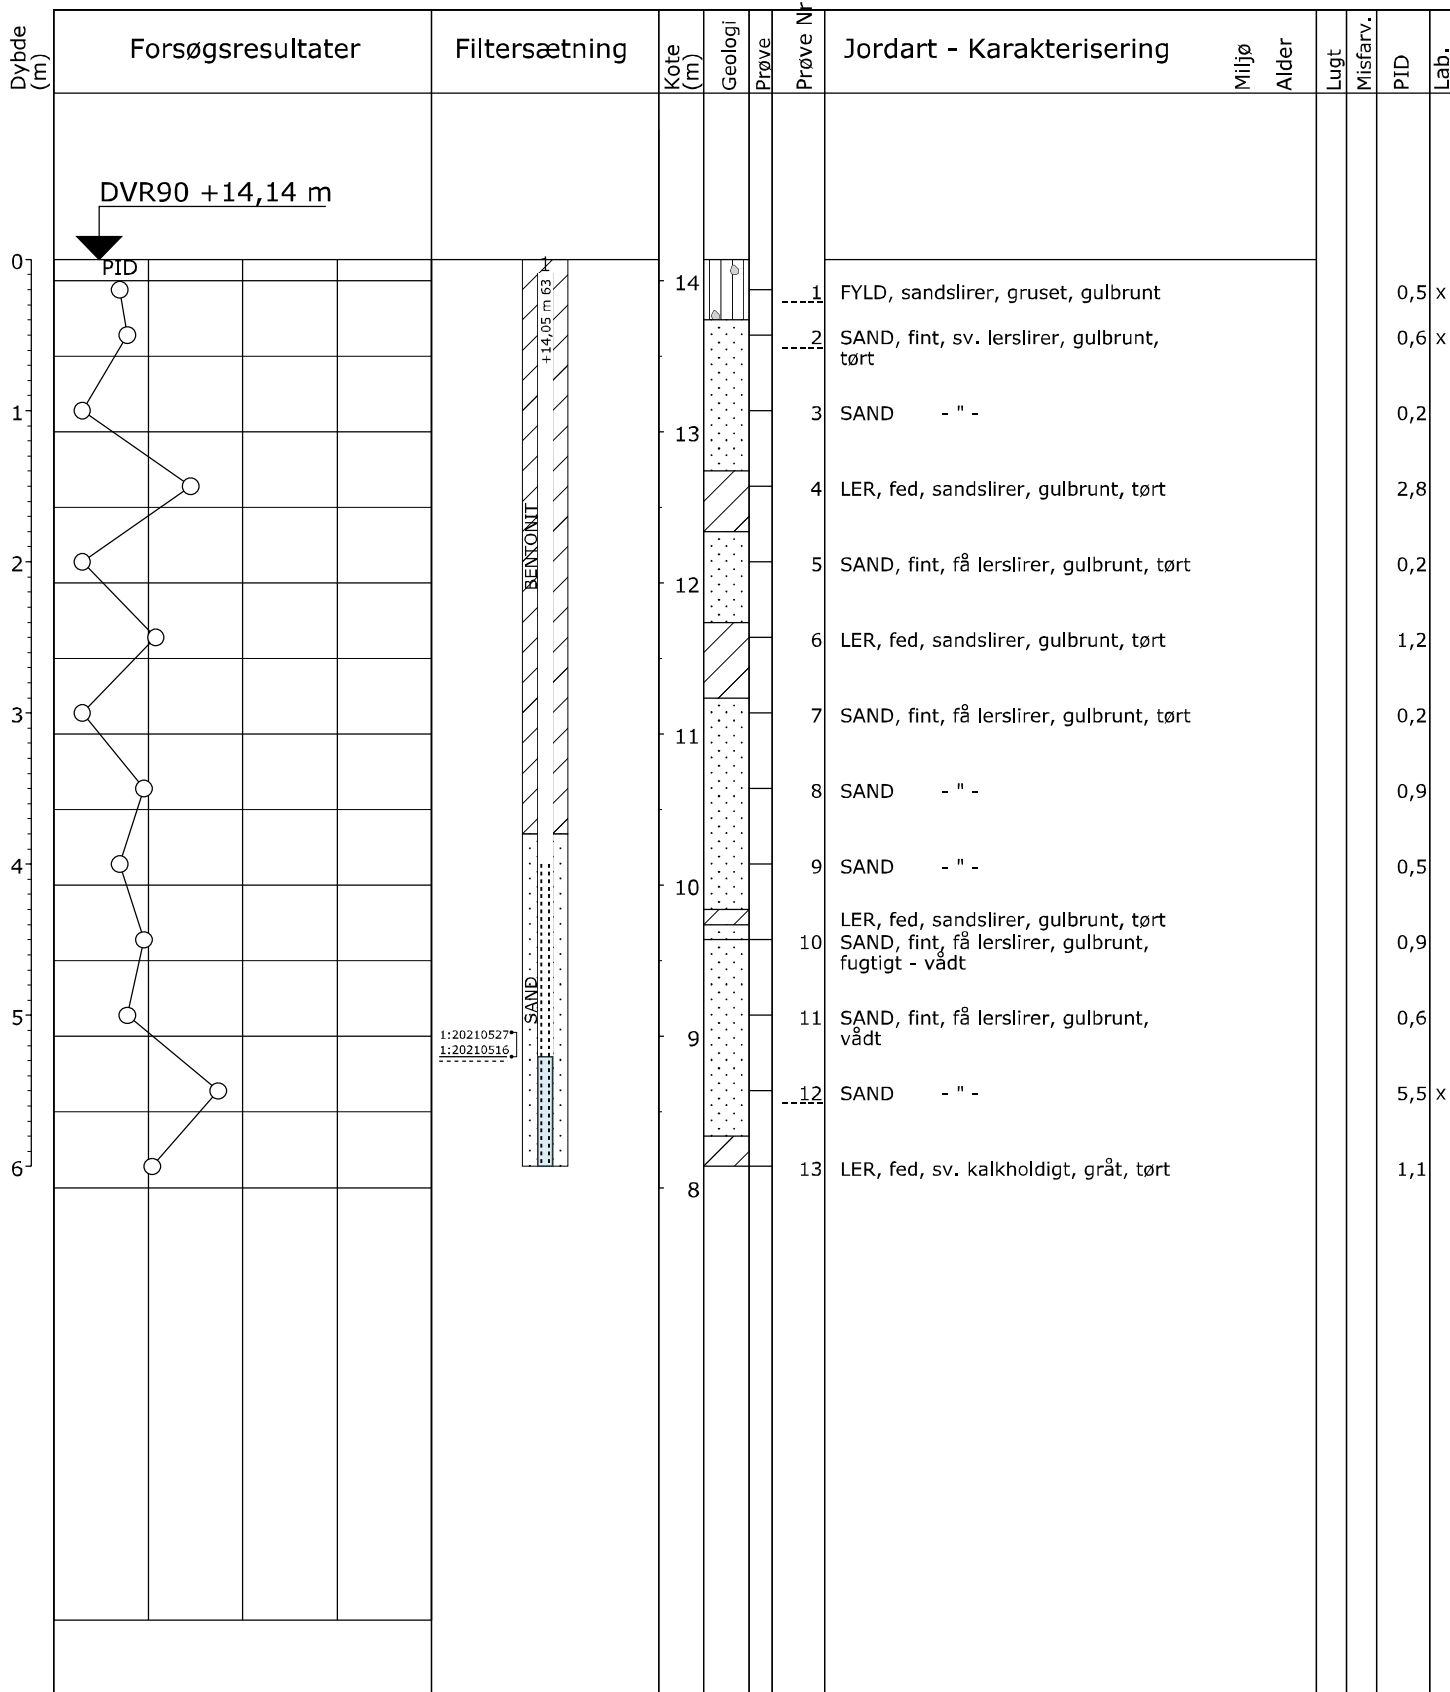 Dybde (m)
Forsøgsresultater
Filtersætning
Kote (m)
Geologi
Prøve
Prøve Nr
Jordart - Karakterisering
Miljø
Alder
Lugt
Misfarv.
PID
Lab.
DVR90 +14,14 m
PID
0
1
2
3
4
5
6
+14,05 m 63
BENTONIT
SAND
1:20210527
1:20210516
14
13
12
11
10
9
8
1 FYLD, sandslirer, gruset, gulbrunt 0,5 x
2 SAND, fint, sv. lerslirer, gulbrunt, 0,6 x
tørt
3 SAND - " - 0,2
4 LER, fed, sandslirer, gulbrunt, tørt 2,8
5 SAND, fint, få lerslirer, gulbrunt, tørt 0,2
6 LER, fed, sandslirer, gulbrunt, tørt 1,2
7 SAND, fint, få lerslirer, gulbrunt, tørt 0,2
8 SAND - " - 0,9
9 SAND - " - 0,5
LER, fed, sandslirer, gulbrunt, tørt
10 SAND, fint, få lerslirer, gulbrunt, 0,9
fugtigt - vådt
11 SAND, fint, få lerslirer, gulbrunt, 0,6
vådt
12 SAND - " - 5,5 x
13 LER, fed, sv. kalkholdigt, gråt, tørt 1,1